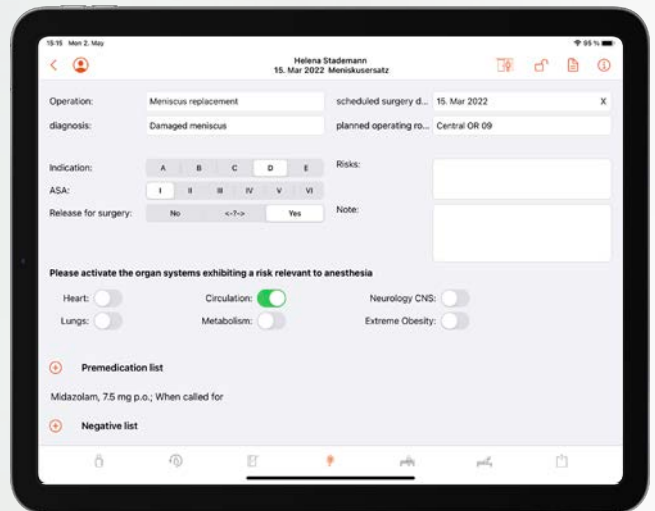 15:15 Mon 2. May 95 %
Helena Stademann
15. Mar 2022 Meniskusersatz
Operation: Meniscus replacement scheduled surgery d... 15. Mar 2022 X
diagnosis: Damaged meniscus planned operating ro... Central OR 09
Indication: A B C D E Risks:
ASA: I II III IV V VI
Release for surgery: No <-?-> Yes Note:
Please activate the organ systems exhibiting a risk relevant to anesthesia
Heart: Circulation: Neurology CNS:
Lungs: Metabolism: Extreme Obesity:
Premedication list
Midazolam, 7.5 mg p.o.; When called for
Negative list